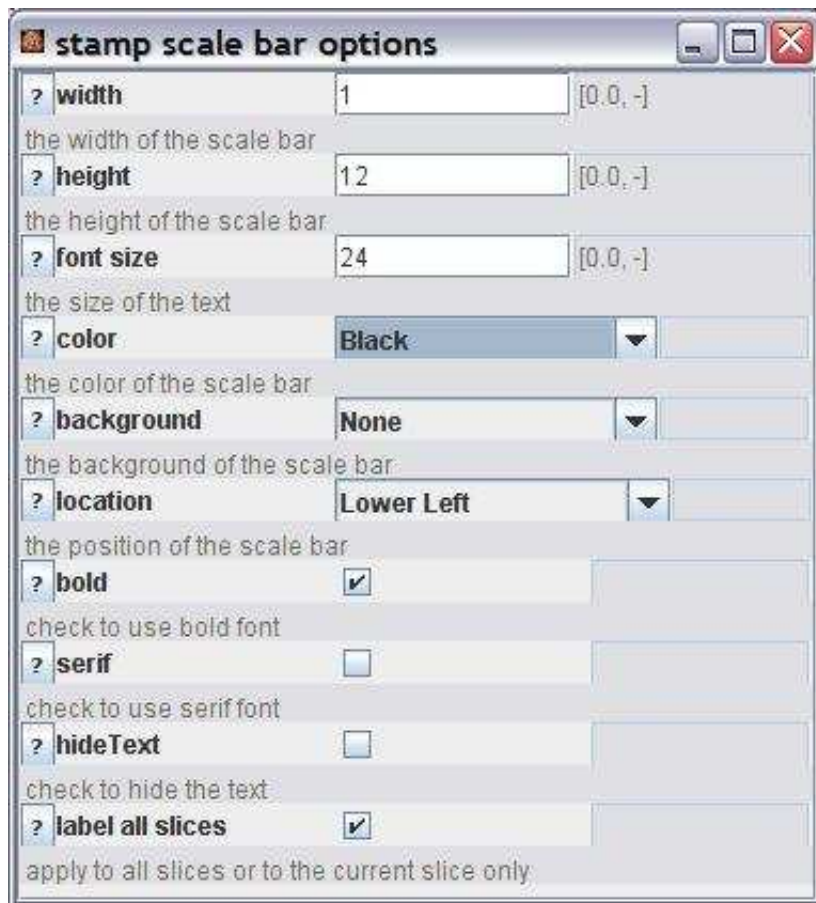 stamp scale bar options
? width 1 [0.0, -]
the width of the scale bar
? height 12 [0.0, -]
the height of the scale bar
? font size 24 [0.0, -]
the size of the text
? color Black
the color of the scale bar
? background None
the background of the scale bar
? location Lower Left
the position of the scale bar
? bold
check to use bold font
? serif
check to use serif font
? hideText
check to hide the text
? label all slices
apply to all slices or to the current slice only